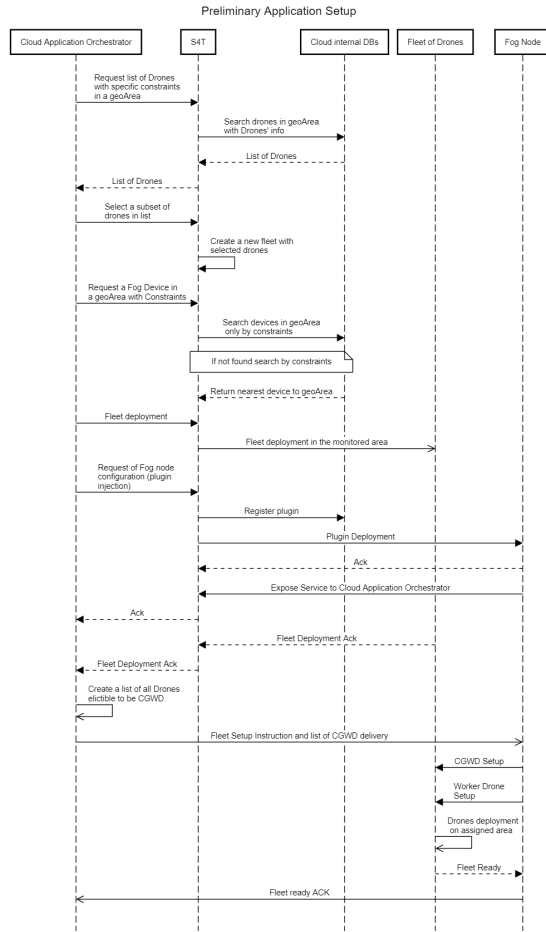 Preliminary Application Setup
Cloud Application Orchestrator
S4T
Cloud internal DBs
Fleet of Drones
Fog Node
Request list of Drones
with specific constraints
in a geoArea
Search drones in geoArea
with Drones' info
List of Drones
List of Drones
Select a subset of
drones in list
Create a new fleet with
selected drones
Request a Fog Device in
a geoArea with Constraints
Search devices in geoArea
only by constraints
If not found search by constraints
Return nearest device to geoArea
Fleet deployment
Fleet deployment in the monitored area
Request of Fog node
configuration (plugin
injection)
Register plugin
Plugin Deployment
Ack
Expose Service to Cloud Application Orchestrator
Ack
Fleet Deployment Ack
Fleet Deployment Ack
Create a list of all Drones
elictible to be CGWD.
Fleet Setup Instruction and list of CGWD delivery
CGWD Setup
Worker Drone
Setup
Drones deployment
on assigned area
Fleet Ready
Fleet ready ACK